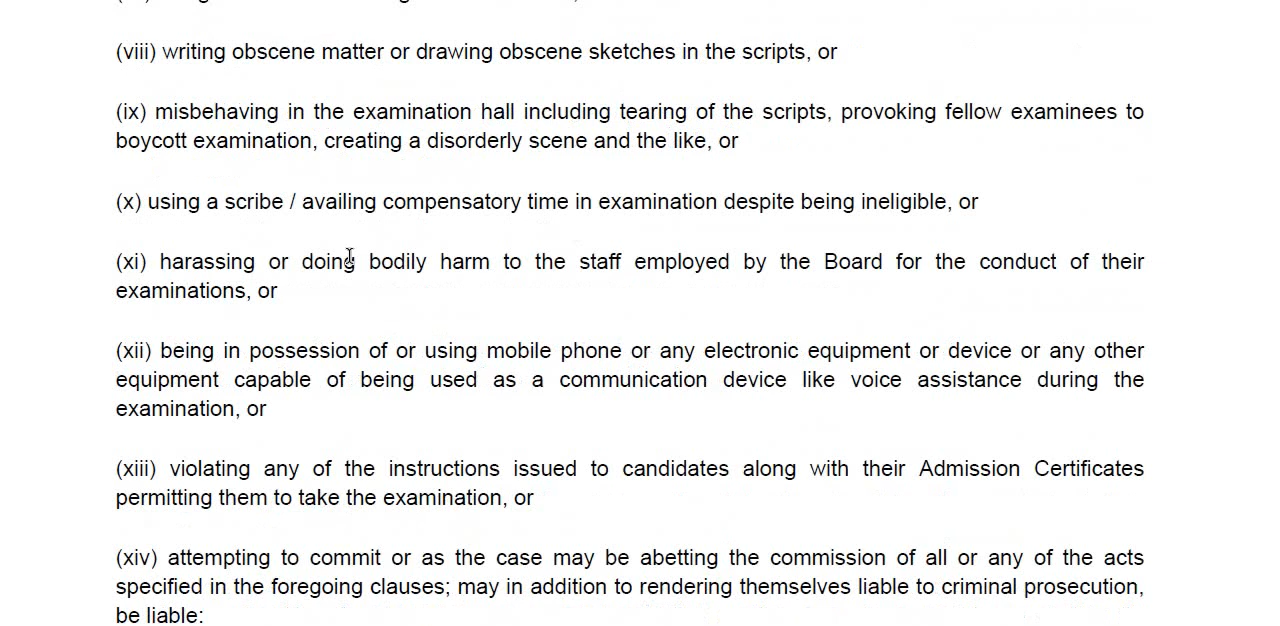 (viii) writing obscene matter or drawing obscene sketches in the scripts, or
(ix) misbehaving in the examination hall including tearing of the scripts, provoking fellow examinees to
boycott examination, creating a disorderly scene and the like, or
(x) using a scribe / availing compensatory time in examination despite being ineligible, or
(xi) harassing or doing bodily harm to the staff employed by the Board for the conduct of their
examinations, or
(xii) being in possession of or using mobile phone or any electronic equipment or device or any other
equipment capable of being used as a communication device like voice assistance during the
examination, or
(xiii) violating any of the instructions issued to candidates along with their Admission Certificates
permitting them to take the examination, or
(xiv) attempting to commit or as the case may be abetting the commission of all or any of the acts
specified in the foregoing clauses; may in addition to rendering themselves liable to criminal prosecution,
be liable: